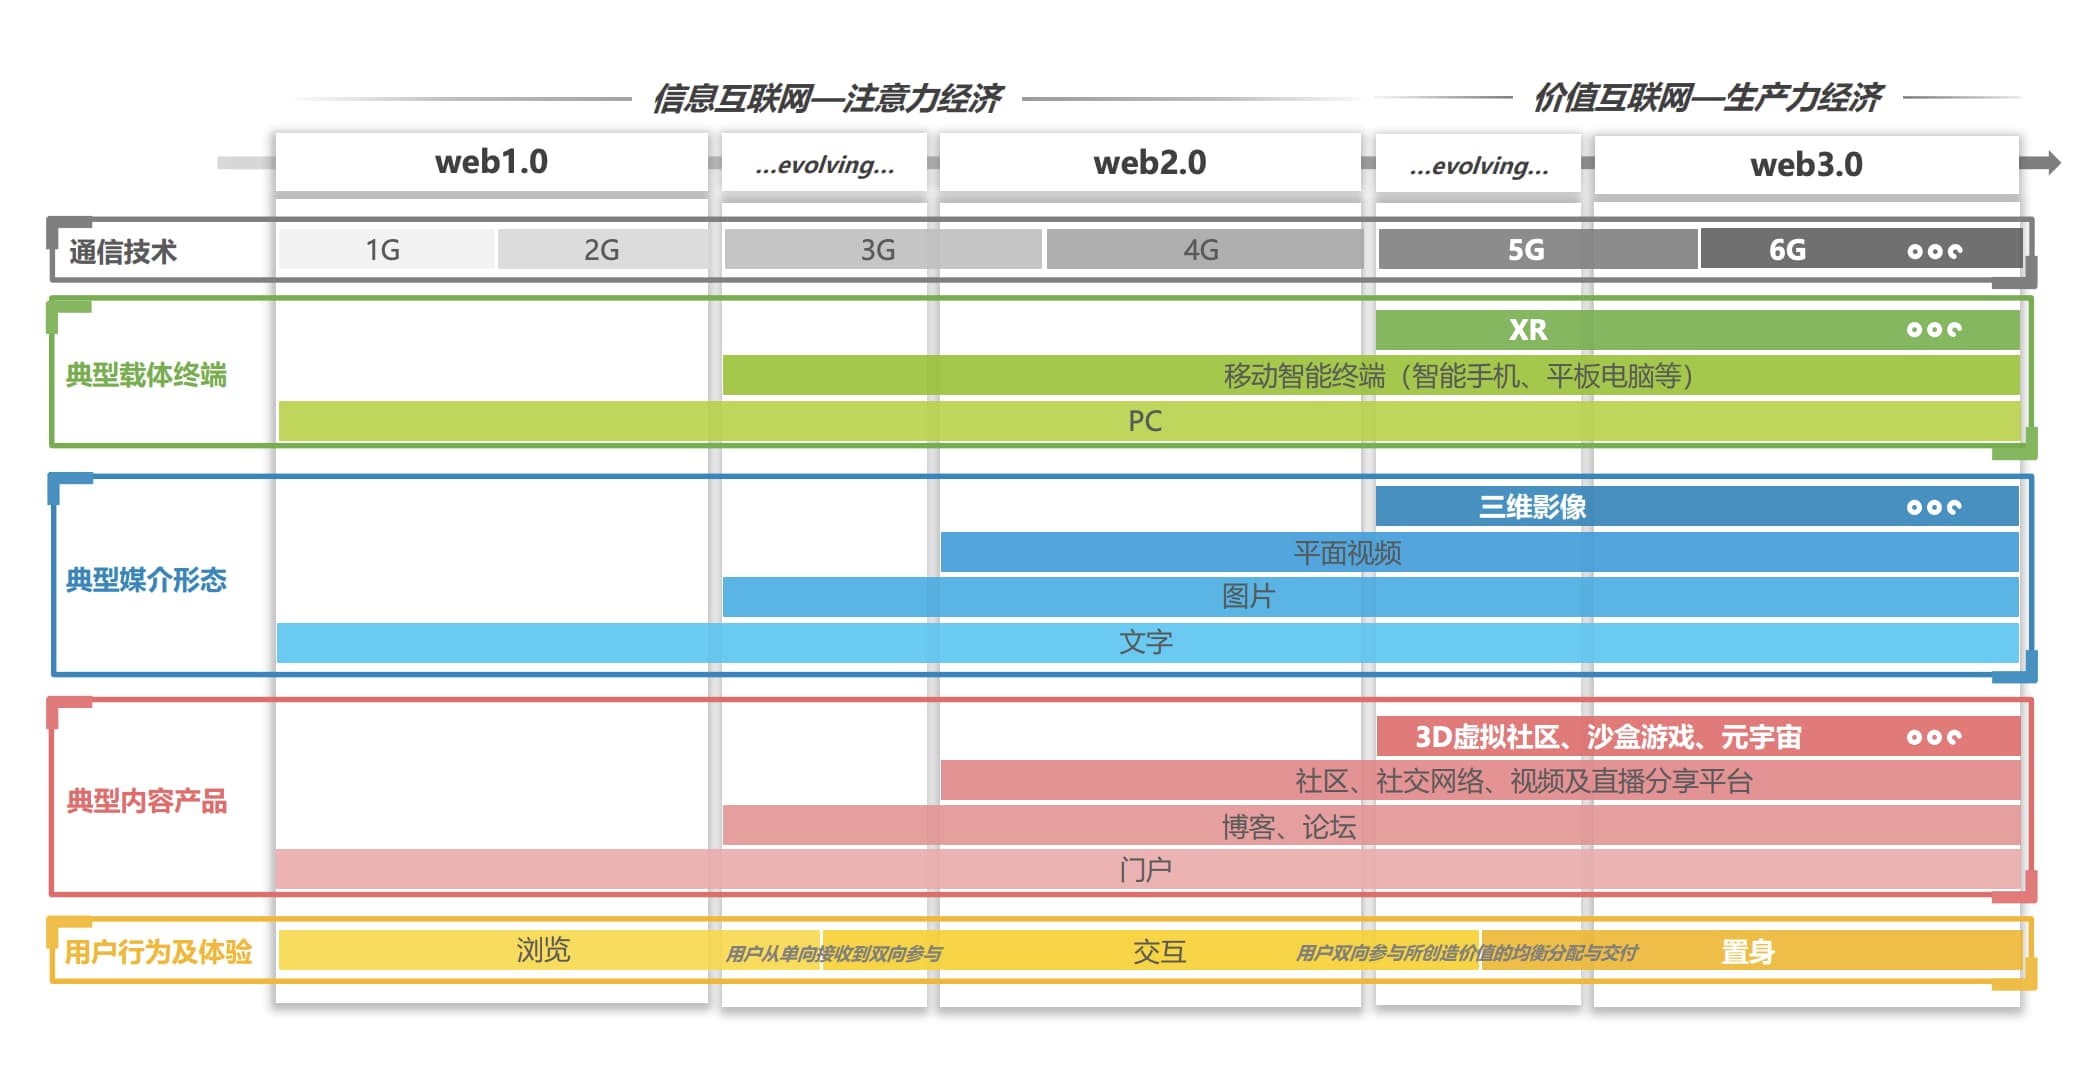 信息互联网—注意力经济
价值互联网—生产力经济
web1.0
...evolving...
web2.0
...evolving...
web3.0
通信技术
1G
2G
3G
4G
5G
6G
典型载体终端
XR
移动智能终端（智能手机、平板电脑等）
PC
典型媒介形态
三维影像
平面视频
图片
文字
典型内容产品
3D虚拟社区、沙盒游戏、元宇宙
社区、社交网络、视频及直播分享平台
博客、论坛
门户
用户行为及体验
浏览
用户从单向接收到双向参与
交互
用户双向参与所创造价值的均衡分配与交付
置身